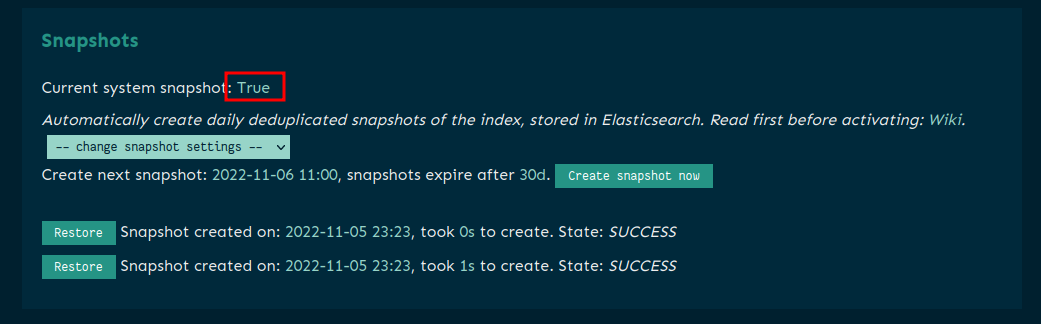 Snapshots
Current system snapshot: True
Automatically create daily deduplicated snapshots of the index, stored in Elasticsearch. Read first before activating: Wiki.
-- change snapshot settings --
Create next snapshot: 2022-11-06 11:00, snapshots expire after 30d. Create snapshot now
Restore Snapshot created on: 2022-11-05 23:23, took 0s to create. State: SUCCESS
Restore Snapshot created on: 2022-11-05 23:23, took 1s to create. State: SUCCESS